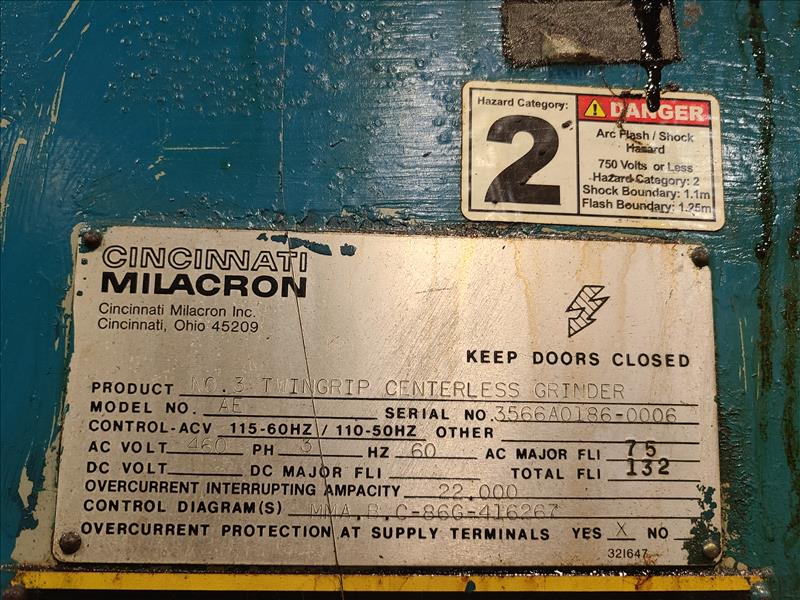 Hazard Category:
2
DANGER
Arc Flash / Shock
Hazard
750 Volts or Less
Hazard Category: 2
Shock Boundary: 1.1m
Flash Boundary: 1.25m
CINCINNATI
MILACRON
Cincinnati Milacron Inc.
Cincinnati, Ohio 45209
KEEP DOORS CLOSED
PRODUCT NO.3 TWINGRIP CENTERLESS GRINDER
MODEL NO. AE SERIAL NO. 3566A0186-0006
CONTROL-ACV 115-60HZ / 110-50HZ OTHER
AC VOLT 460 PH 3 HZ 60 AC MAJOR FLI 75
DC VOLT DC MAJOR FLI TOTAL FLI 132
OVERCURRENT INTERRUPTING AMPACITY 22.000
CONTROL DIAGRAM(S) MMA,B,C-86G-416267
OVERCURRENT PROTECTION AT SUPPLY TERMINALS YES X NO
321647